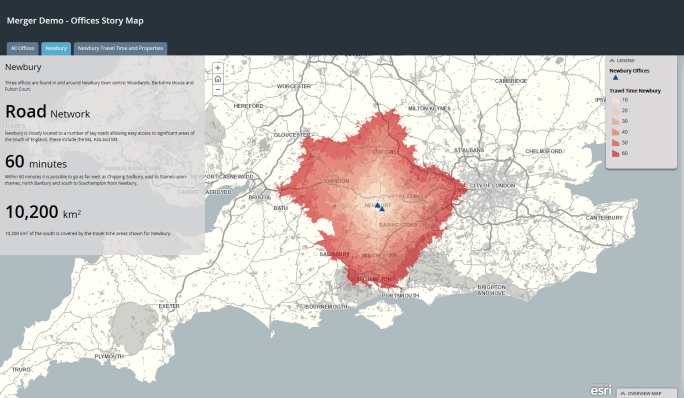 Merger Demo - Offices Story Map
All Offices
Newbury
Newbury Travel Time and Properties
Newbury
Three offices are found in and around Newbury town centre; Woodlands, Berkshire House and
Fulton Court.
Road Network
Newbury is closely located to a number of key roads allowing easy access to significant areas of
the South of England. These include the M4, A34 and M3.
60 minutes
Within 60 minutes it is possible to go as far west as Chipping Sodbury, east to Staines-upon-
thames, north Banbury and south to Southampton from Newbury.
10,200 km²
10,200 km² of the south is covered by the travel time areas shown for Newbury.
+
−
LEGEND
Newbury Offices
Travel Time Newbury
10
20
30
40
50
60
WORCESTER
CAMBRIDGE
HEREFORD
MILTON KEYNES
IPSW
GLOUCESTER
OXFORD
ST ALBANS
CHELMSFORD
NEWPORT CASNEWYDD
CARDIFF CAERDYDD
SWINDON
READING
CITY OF LONDON
BRISTOL
BATH
NEWBURY
BASINGSTOKE
CANTERBURY
SALISBURY
WINCHESTER
SOUTHAMPTON
PORTSMOUTH
BRIGHTON
AND HOVE
BOURNEMOUTH
EXETER
PLYMOUTH
TRURO
esri
OVERVIEW MAP